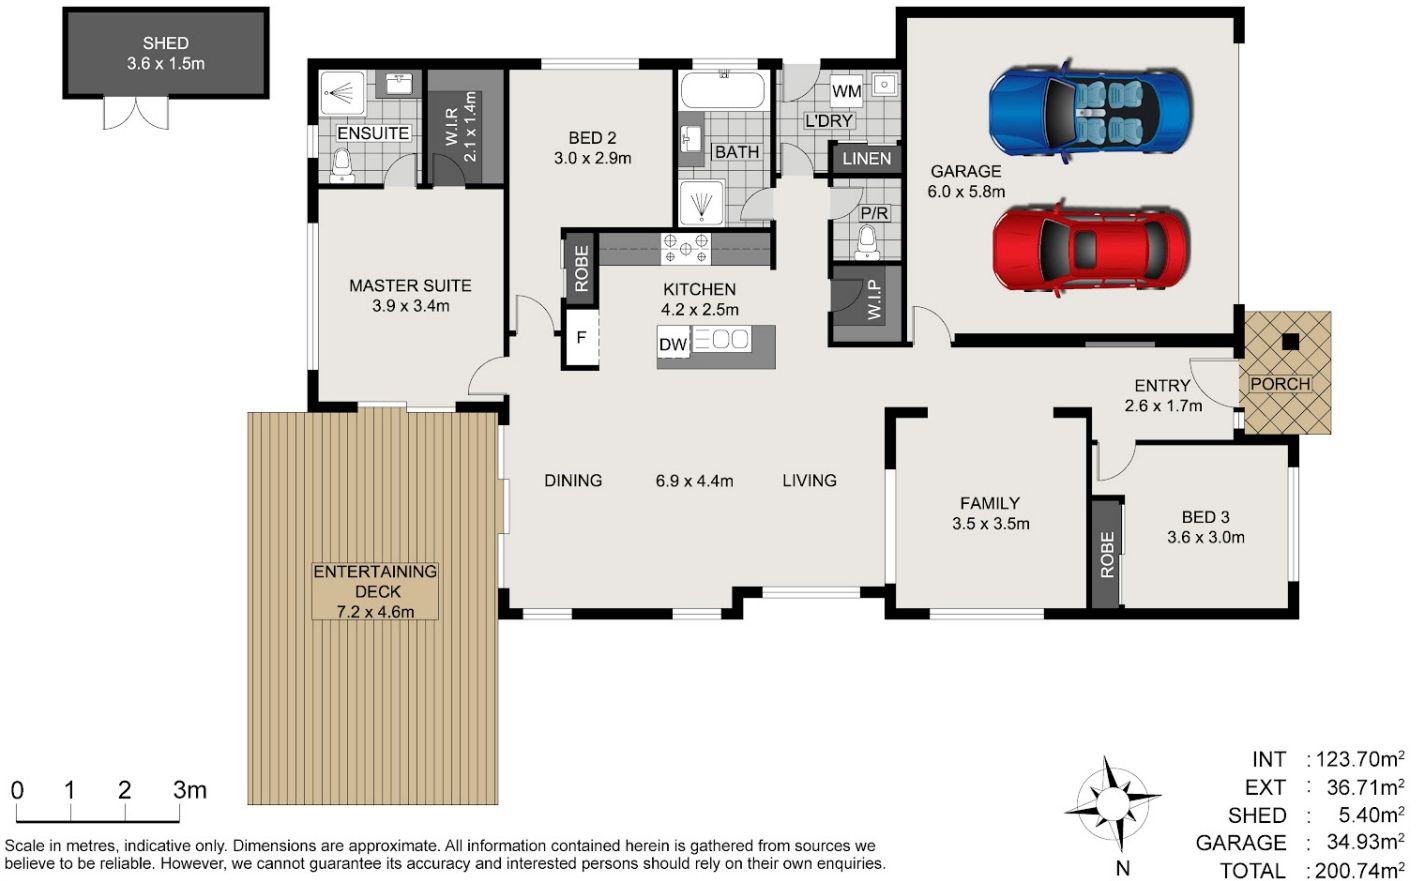 SHED
3.6 x 1.5m
ENSUITE
W.I.R
2.1 x 1.4m
BED 2
3.0 x 2.9m
BATH
WM
L'DRY
LINEN
P/R
GARAGE
6.0 x 5.8m
MASTER SUITE
3.9 x 3.4m
ROBE
F
KITCHEN
4.2 x 2.5m
DW
W.I.P
ENTRY
2.6 x 1.7m
PORCH
DINING
6.9 x 4.4m
LIVING
FAMILY
3.5 x 3.5m
ROBE
BED 3
3.6 x 3.0m
ENTERTAINING
DECK
7.2 x 4.6m
0 1 2 3m
Scale in metres, indicative only. Dimensions are approximate. All information contained herein is gathered from sources we
believe to be reliable. However, we cannot guarantee its accuracy and interested persons should rely on their own enquiries.
N
INT : 123.70m²
EXT : 36.71m²
SHED : 5.40m²
GARAGE : 34.93m²
TOTAL : 200.74m²